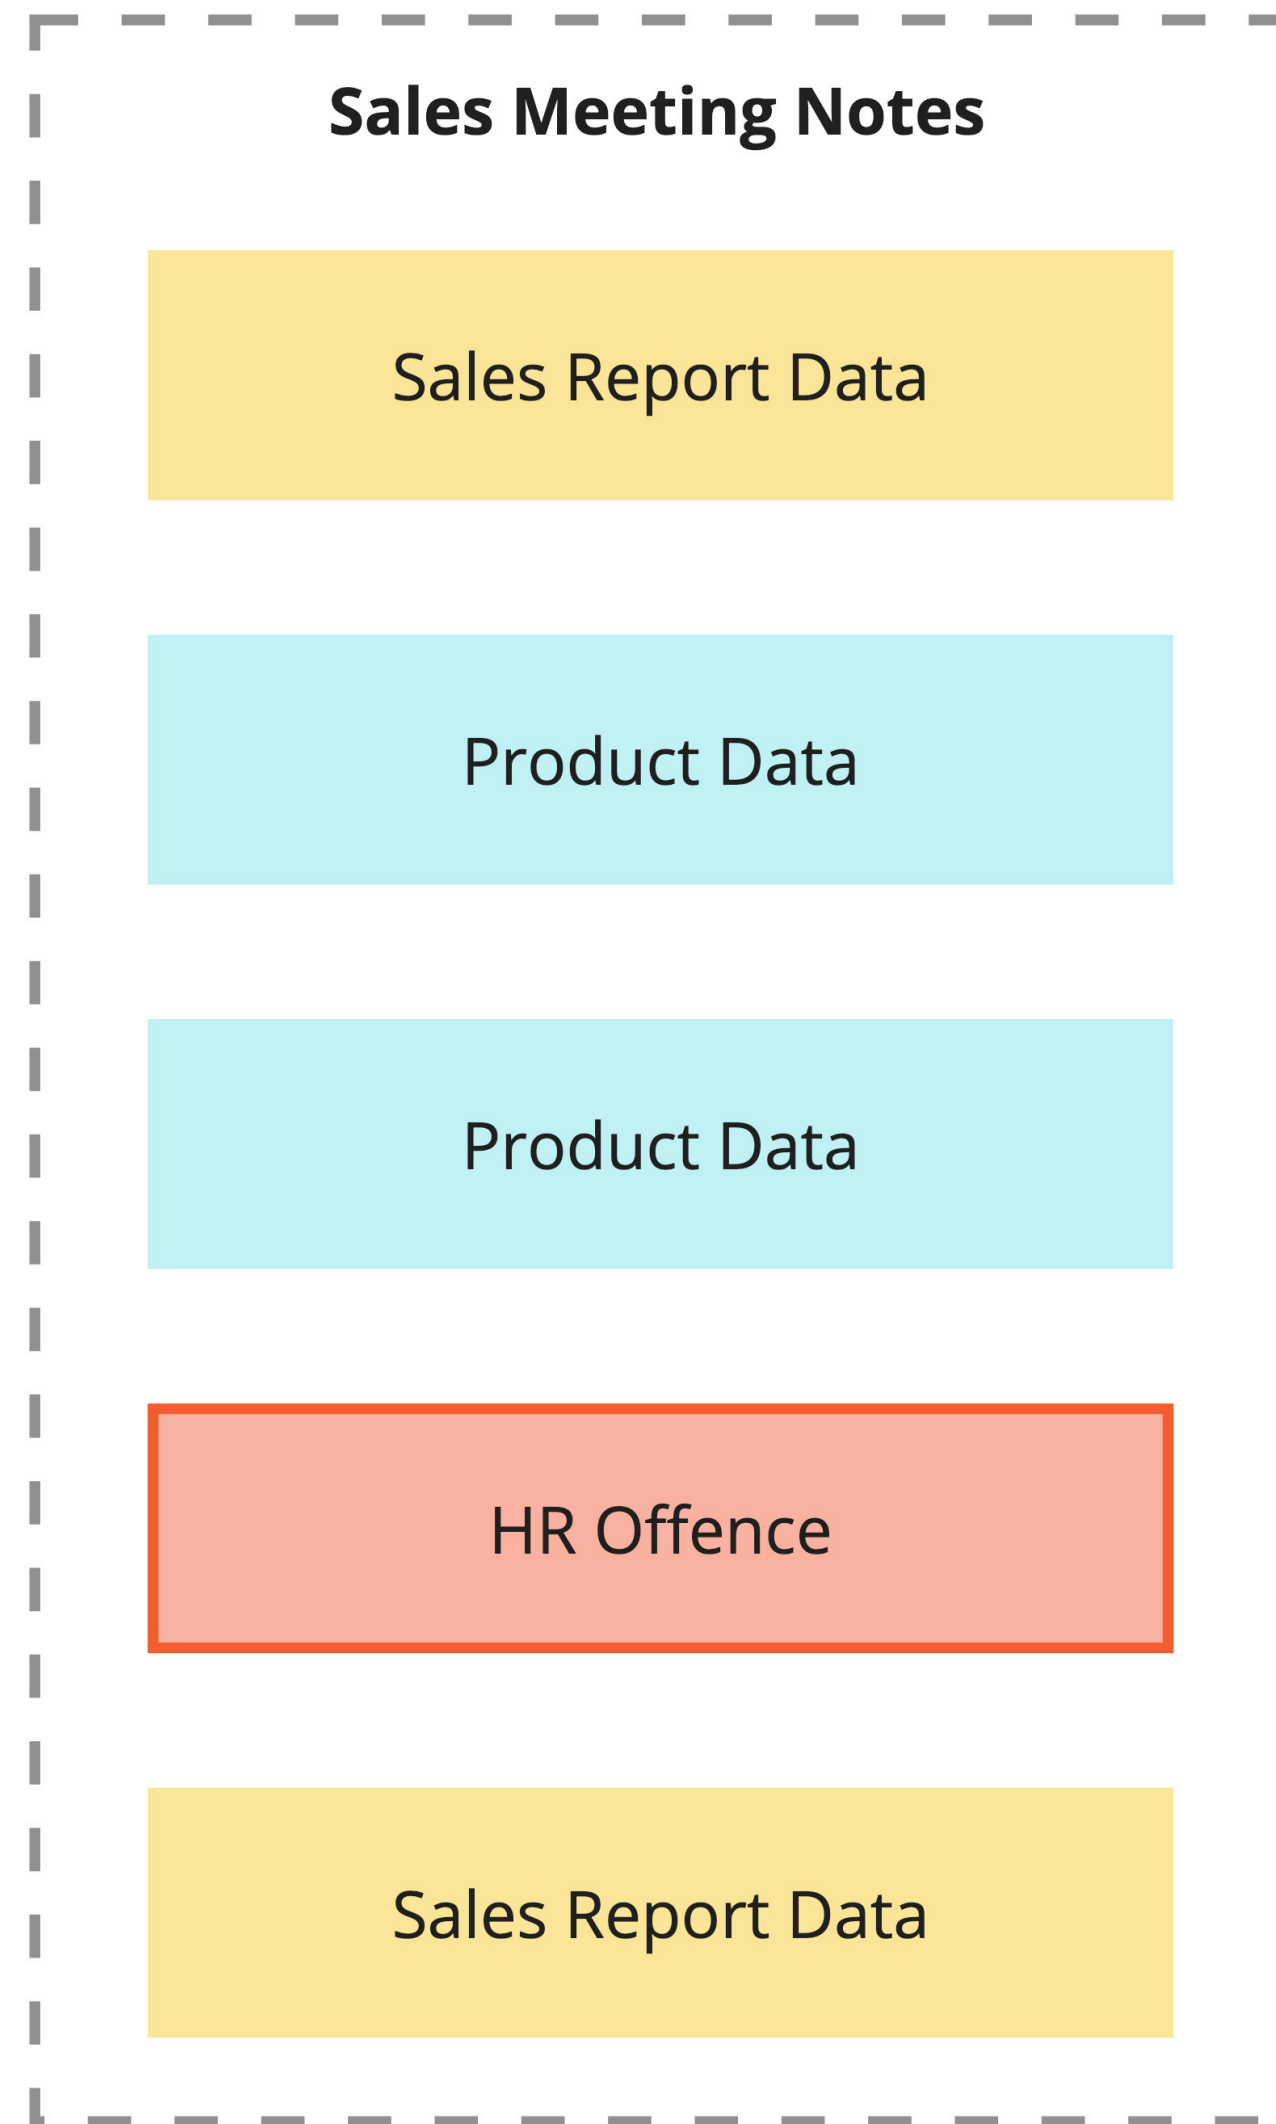 Sales Meeting Notes
Sales Report Data
Product Data
Product Data
HR Offence
Sales Report Data